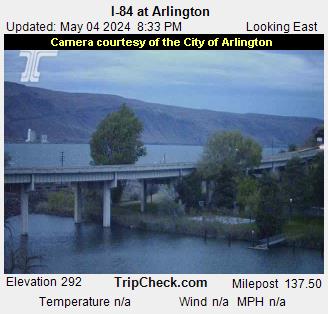 I-84 at Arlington
Updated: May 04 2024 8:33 PM Looking East
Camera courtesy of the City of Arlington
Elevation 292 TripCheck.com Milepost 137.50
Temperature n/a Wind n/a MPH n/a